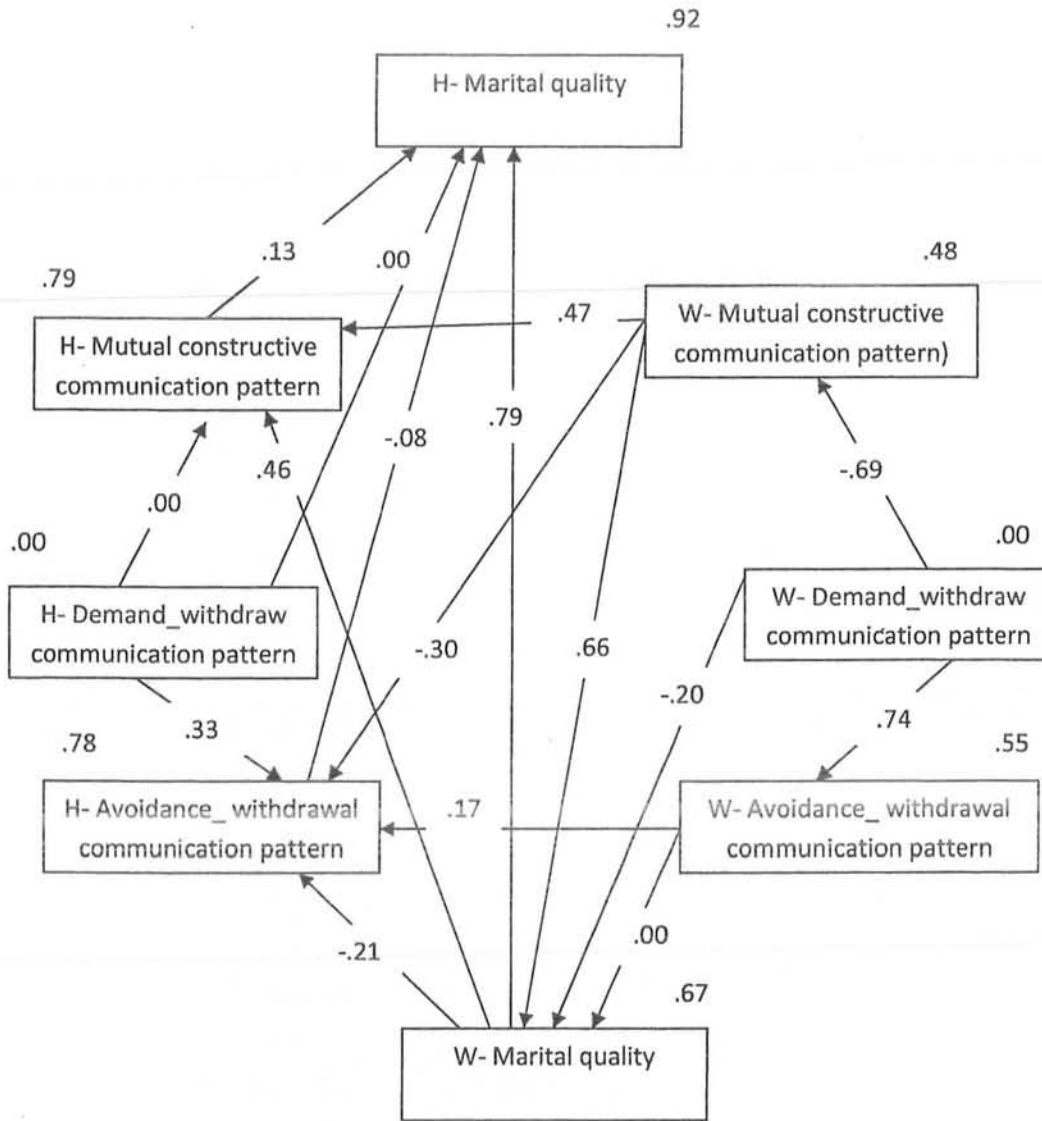 .92
H- Marital quality
.13
.00
.79
.48
H- Mutual constructive
communication pattern
.47
W- Mutual constructive
communication pattern)
-.08
.79
.46
-.69
.00
.00
.00
H- Demand_withdraw
communication pattern
W- Demand_withdraw
communication pattern
-.30
.66
-.20
.33
.74
.78
.55
H- Avoidance_ withdrawal
communication pattern
.17
W- Avoidance_ withdrawal
communication pattern
-.21
.00
.67
W- Marital quality